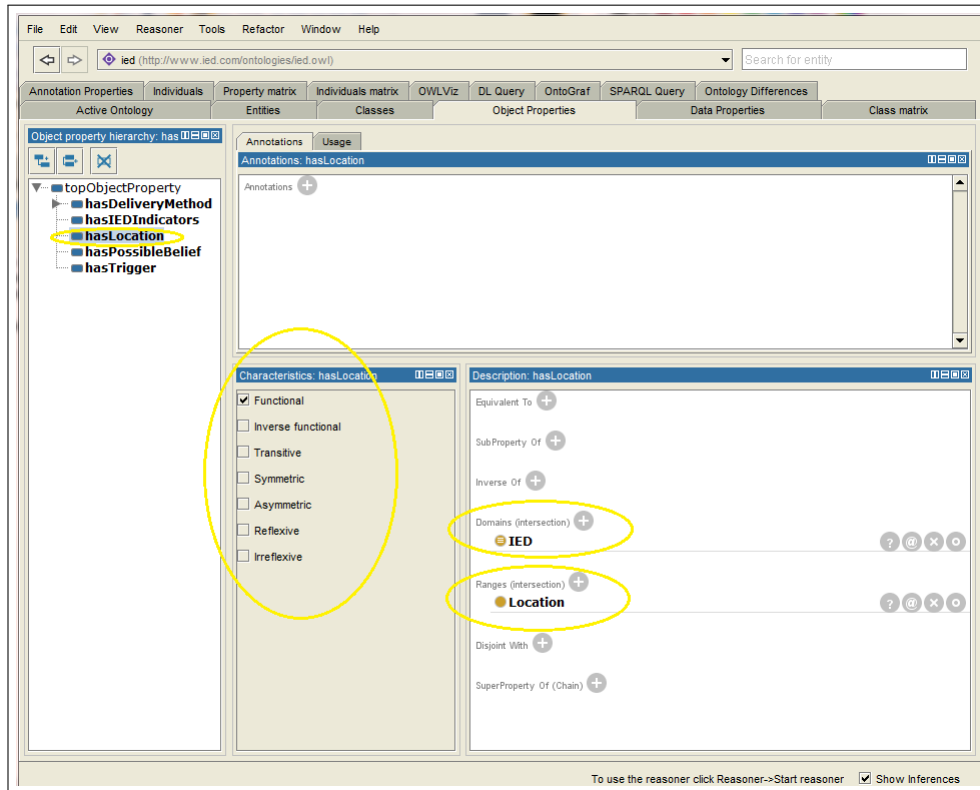 File Edit View Reasoner Tools Refactor Window Help
ied (http://www.ied.com/ontologies/ied.owl)
Search for entity
Annotation Properties Individuals Property matrix Individuals matrix OWLViz DL Query OntoGraf SPARQL Query Ontology Differences
Active Ontology Entities Classes Object Properties Data Properties Class matrix
Object property hierarchy: has
topObjectProperty
hasDeliveryMethod
hasIEDIndicators
hasLocation
hasPossibleBelief
hasTrigger
Annotations Usage
Annotations: hasLocation
Annotations
Characteristics: hasLocation
Functional
Inverse functional
Transitive
Symmetric
Asymmetric
Reflexive
Irreflexive
Description: hasLocation
Equivalent To
SubProperty Of
Inverse Of
Domains (intersection)
IED
Ranges (intersection)
Location
Disjoint With
SuperProperty Of (Chain)
To use the reasoner click Reasoner->Start reasoner Show Inferences